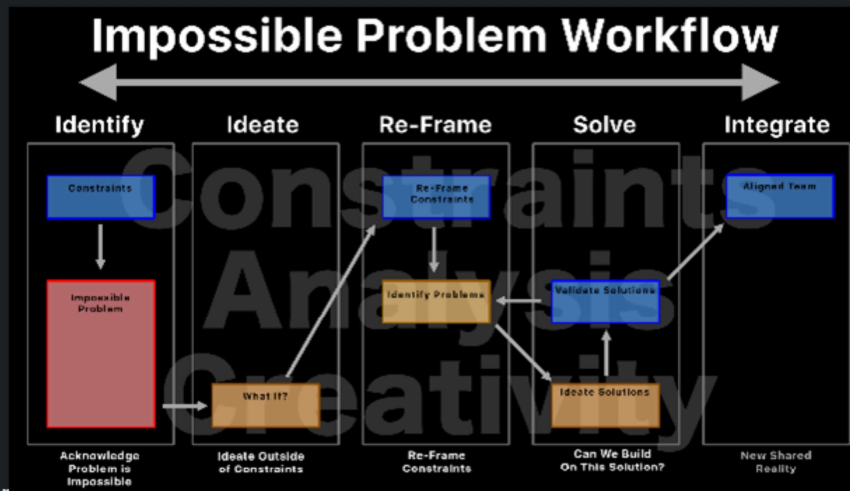 Impossible Problem Workflow
Identify
Ideate
Re-Frame
Solve
Integrate
Constraints
Analysis
Creativity
Constraints
Impossible
Problem
What If?
Re-Frame
Constraints
Identify Problems
Validate Solutions
Ideate Solutions
Aligned Team
Acknowledge
Problem is
Impossible
Ideate Outside
of Constraints
Re-Frame
Constraints
Can We Build
On This Solution?
New Shared
Reality